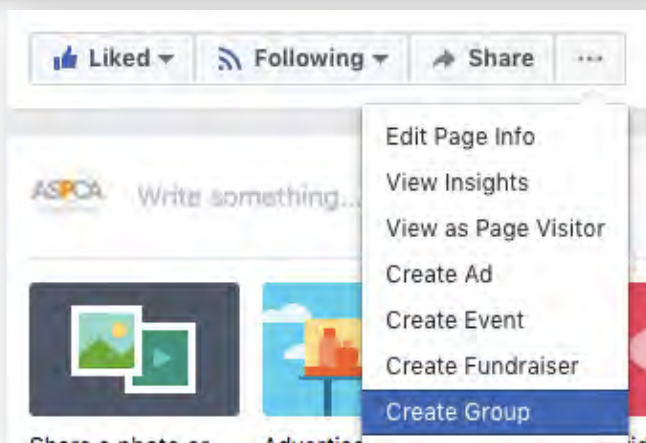 Liked Following Share ...
Edit Page Info
ASPCA Write something...
View Insights
View as Page Visitor
Create Ad
Create Event
Create Fundraiser
Create Group